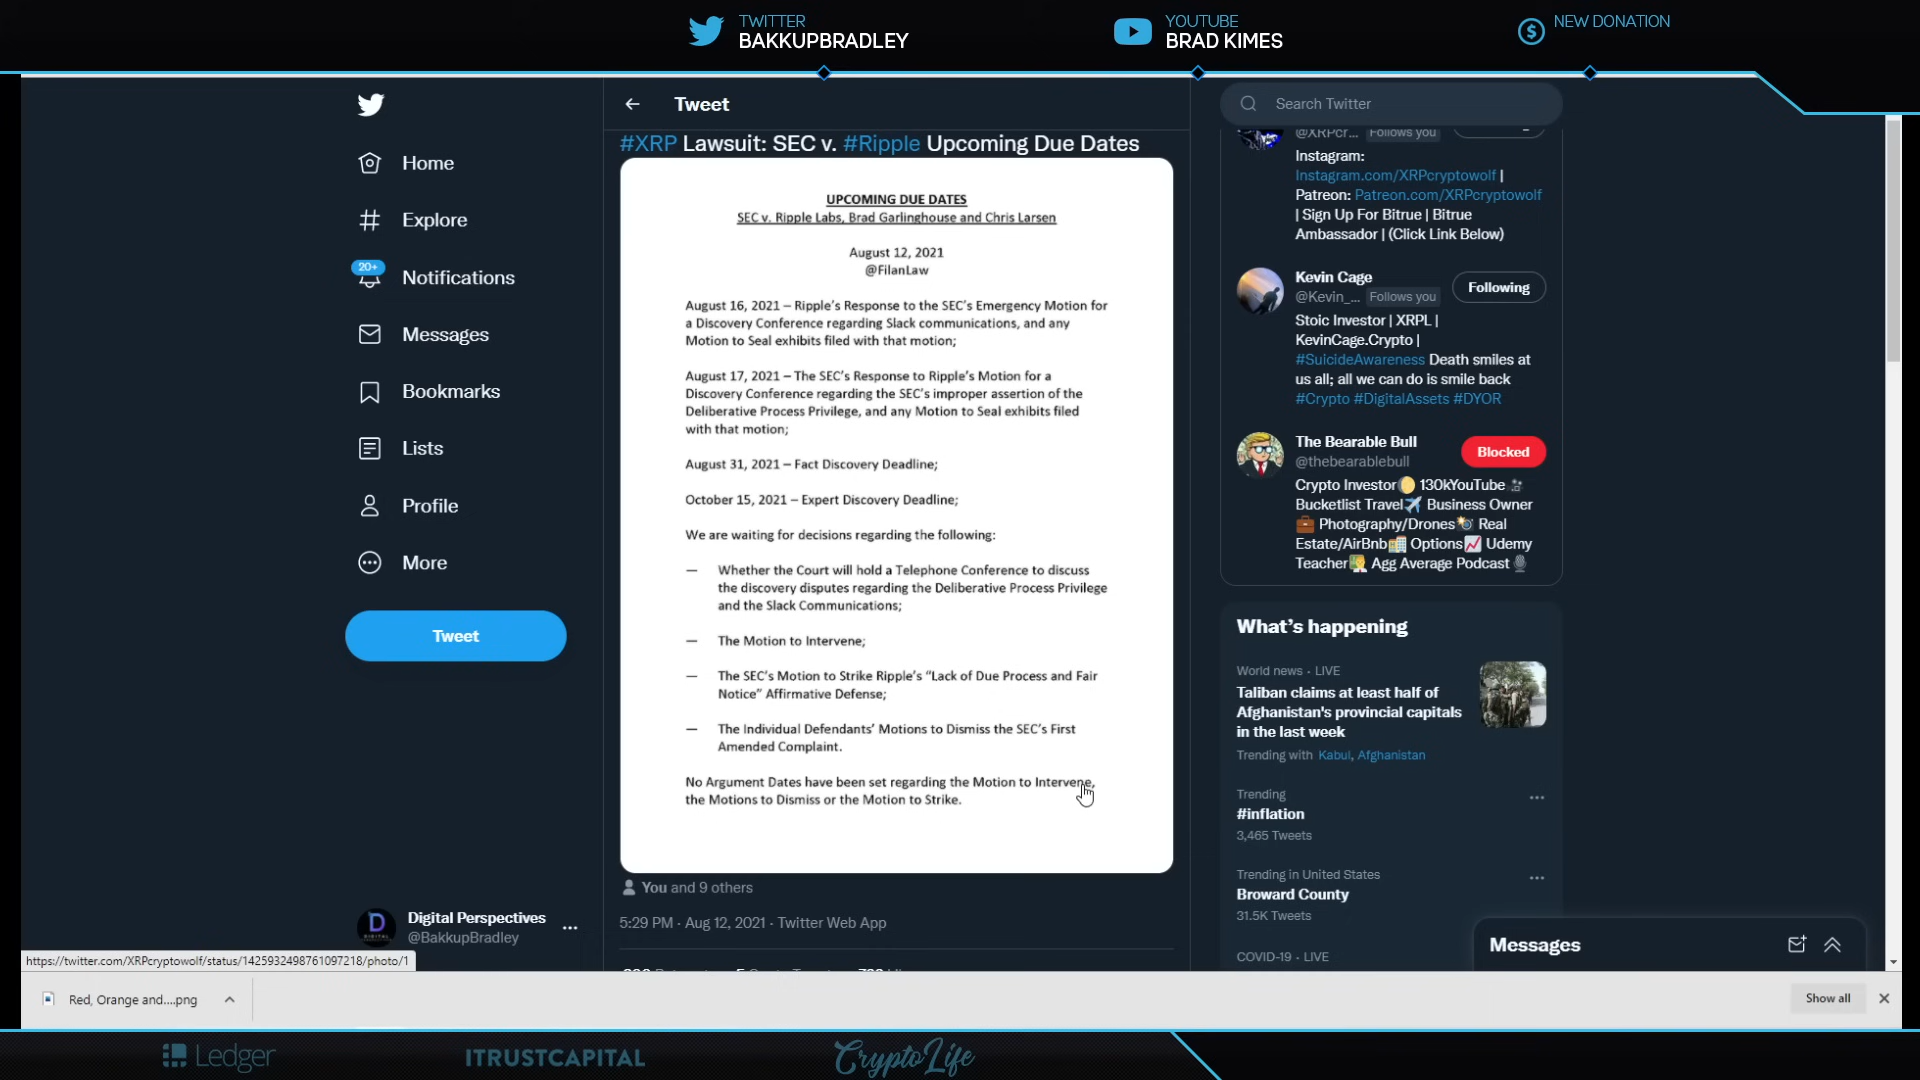 TWITTER
BAKKUPBRADLEY
YOUTUBE
BRAD KIMES
NEW DONATION
Home
Explore
20+
Notifications
Messages
Bookmarks
Lists
Profile
More
Tweet
Digital Perspectives
@BakkupBradley
Tweet
#XRP Lawsuit: SEC v. #Ripple Upcoming Due Dates
UPCOMING DUE DATES
SEC v. Ripple Labs, Brad Garlinghouse and Chris Larsen
August 12, 2021
@FilanLaw
August 16, 2021 – Ripple's Response to the SEC's Emergency Motion for
a Discovery Conference regarding Slack communications, and any
Motion to Seal exhibits filed with that motion;
August 17, 2021 – The SEC's Response to Ripple's Motion for a
Discovery Conference regarding the SEC's improper assertion of the
Deliberative Process Privilege, and any Motion to Seal exhibits filed
with that motion;
August 31, 2021 – Fact Discovery Deadline;
October 15, 2021 – Expert Discovery Deadline;
We are waiting for decisions regarding the following:
— Whether the Court will hold a Telephone Conference to discuss
the discovery disputes regarding the Deliberative Process Privilege
and the Slack Communications;
— The Motion to Intervene;
— The SEC's Motion to Strike Ripple's "Lack of Due Process and Fair
Notice" Affirmative Defense;
— The Individual Defendants' Motions to Dismiss the SEC's First
Amended Complaint.
No Argument Dates have been set regarding the Motion to Intervene,
the Motions to Dismiss or the Motion to Strike.
You and 9 others
5:29 PM · Aug 12, 2021 · Twitter Web App
Search Twitter
@XRPcr... Follows you
Instagram:
Instagram.com/XRPcryptowolf |
Patreon: Patreon.com/XRPcryptowolf
| Sign Up For Bitrue | Bitrue
Ambassador | (Click Link Below)
Kevin Cage
@Kevin_... Follows you
Following
Stoic Investor | XRPL |
KevinCage.Crypto |
#SuicideAwareness Death smiles at
us all; all we can do is smile back
#Crypto #DigitalAssets #DYOR
The Bearable Bull
@thebearablebull
Blocked
Crypto Investor🌕 130kYouTube🎥
Bucketlist Travel✈️ Business Owner
💼 Photography/Drones📸 Real
Estate/AirBnb🏨 Options📈 Udemy
Teacher👨‍🏫 Agg Average Podcast🎙️
What's happening
World news · LIVE
Taliban claims at least half of
Afghanistan's provincial capitals
in the last week
Trending with Kabul, Afghanistan
Trending
#inflation
3,465 Tweets
Trending in United States
Broward County
31.5K Tweets
COVID-19 · LIVE
Messages
https://twitter.com/XRPcryptowolf/status/1425932498761097218/photo/1
Red, Orange and....png
Show all
Ledger
ITRUSTCAPITAL
CryptoLife